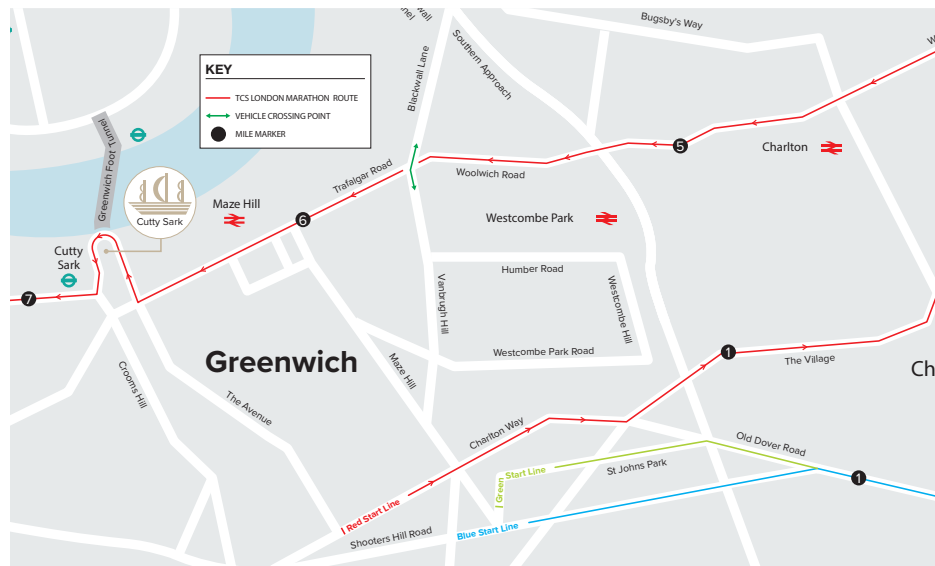 Bugsby's Way
wall
nnel
Southern Approach
Blackwall Lane
KEY
TCS LONDON MARATHON ROUTE
VEHICLE CROSSING POINT
MILE MARKER
W
Greenwich Foot Tunnel
5
Charlton
Trafalgar Road
Woolwich Road
Maze Hill
Cutty Sark
6
Westcombe Park
Cutty
Sark
Humber Road
7
Vanbrugh Hill
Westcombe Hill
Greenwich
Westcombe Park Road
1
The Village
Ch
Crooms Hill
Maze Hill
The Avenue
Charlton Way
Old Dover Road
Green Start Line
St Johns Park
1
Red Start Line
Blue Start Line
Shooters Hill Road